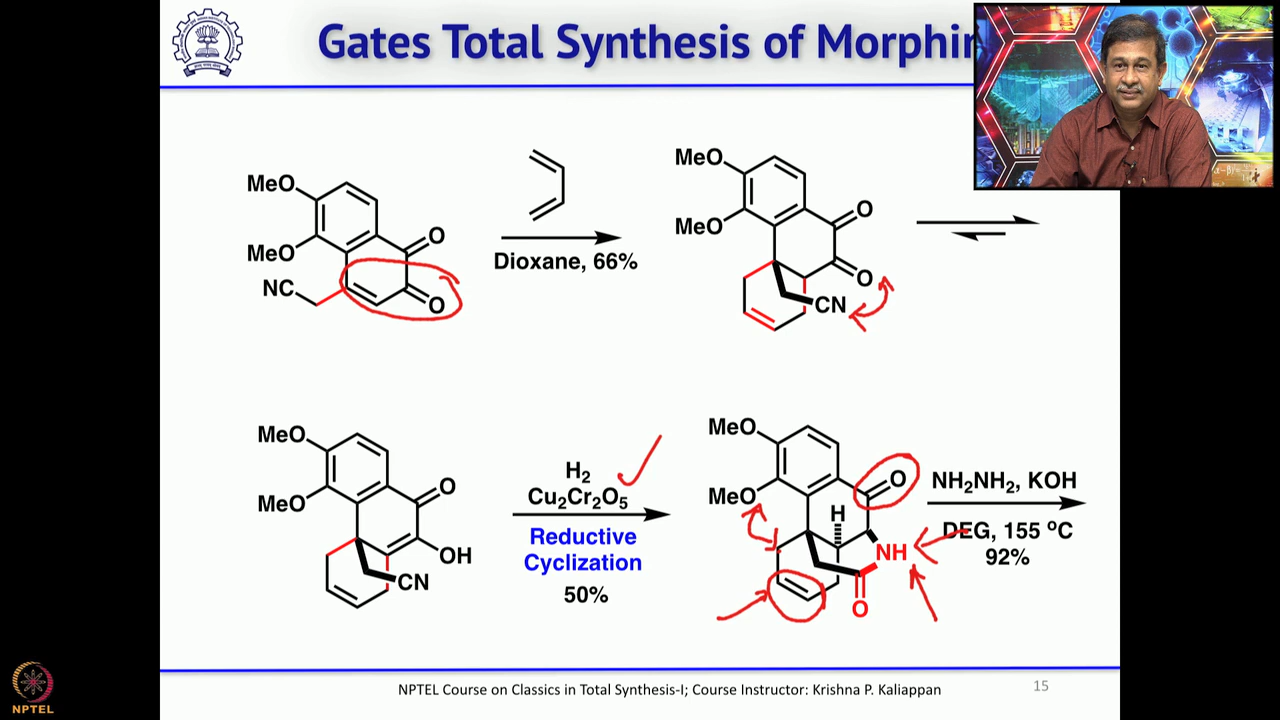 Gates Total Synthesis of Morphin
MeO
MeO
NC
O
O
Dioxane, 66%
MeO
MeO
O
O
CN
MeO
MeO
O
OH
CN
H₂
Cu₂Cr₂O₅
Reductive
Cyclization
50%
MeO
MeO
O
H
NH
O
NH₂NH₂, KOH
DEG, 155 ºC
92%
NPTEL Course on Classics in Total Synthesis-I; Course Instructor: Krishna P. Kaliappan
15
NPTEL